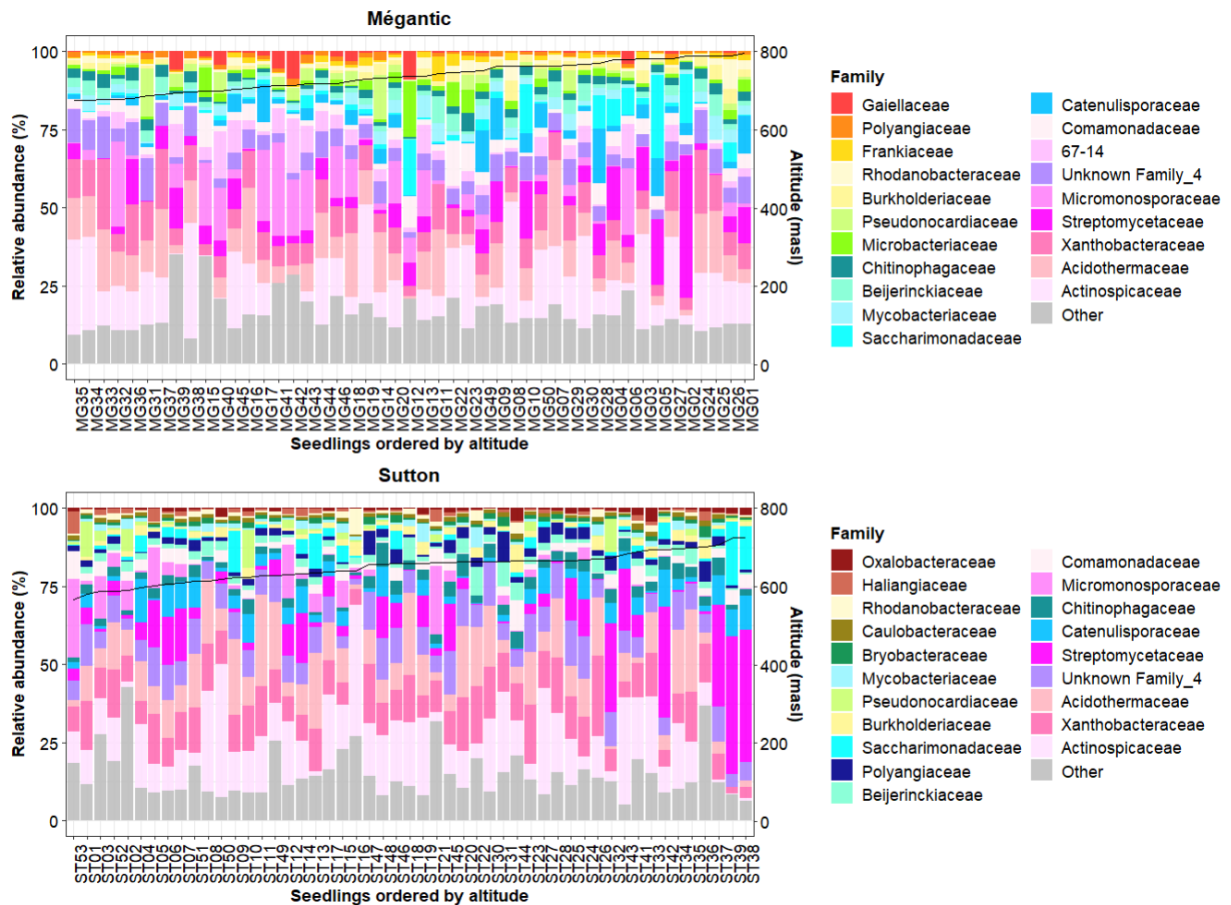 Mégantic
Relative abundance (%)
100
75
50
25
0
800
600
400
200
0
Altitude (masl)
MG35 MG34 MG33 MG32 MG36 MG31 MG37 MG39 MG38 MG15 MG40 MG45 MG16 MG17 MG41 MG42 MG43 MG44 MG46 MG18 MG19 MG14 MG20 MG12 MG13 MG11 MG22 MG23 MG49 MG09 MG08 MG10 MG60 MG07 MG29 MG30 MG28 MG04 MG06 MG03 MG05 MG27 MG02 MG24 MG25 MG26 MG01
Seedlings ordered by altitude
Family
Gaiellaceae
Polyangiaceae
Frankiaceae
Rhodanobacteraceae
Burkholderiaceae
Pseudonocardiaceae
Microbacteriaceae
Chitinophagaceae
Beijerinckiaceae
Mycobacteriaceae
Saccharimonadaceae
Catenulisporaceae
Comamonadaceae
67-14
Unknown Family_4
Micromonosporaceae
Streptomycetaceae
Xanthobacteraceae
Acidothermaceae
Actinospicaceae
Other
Sutton
Relative abundance (%)
100
75
50
25
0
800
600
400
200
0
Altitude (masl)
ST53 ST01 ST03 ST52 ST02 ST04 ST05 ST06 ST07 ST51 ST08 ST50 ST09 ST10 ST11 ST49 ST12 ST14 ST13 ST17 ST15 ST16 ST47 ST48 ST46 ST18 ST19 ST21 ST45 ST20 ST22 ST30 ST31 ST44 ST23 ST27 ST28 ST25 ST24 ST26 ST32 ST43 ST41 ST33 ST42 ST34 ST35 ST36 ST37 ST39 ST38
Seedlings ordered by altitude
Family
Oxalobacteraceae
Haliangiaceae
Rhodanobacteraceae
Caulobacteraceae
Bryobacteraceae
Mycobacteriaceae
Pseudonocardiaceae
Burkholderiaceae
Saccharimonadaceae
Polyangiaceae
Beijerinckiaceae
Comamonadaceae
Micromonosporaceae
Chitinophagaceae
Catenulisporaceae
Streptomycetaceae
Unknown Family_4
Acidothermaceae
Xanthobacteraceae
Actinospicaceae
Other